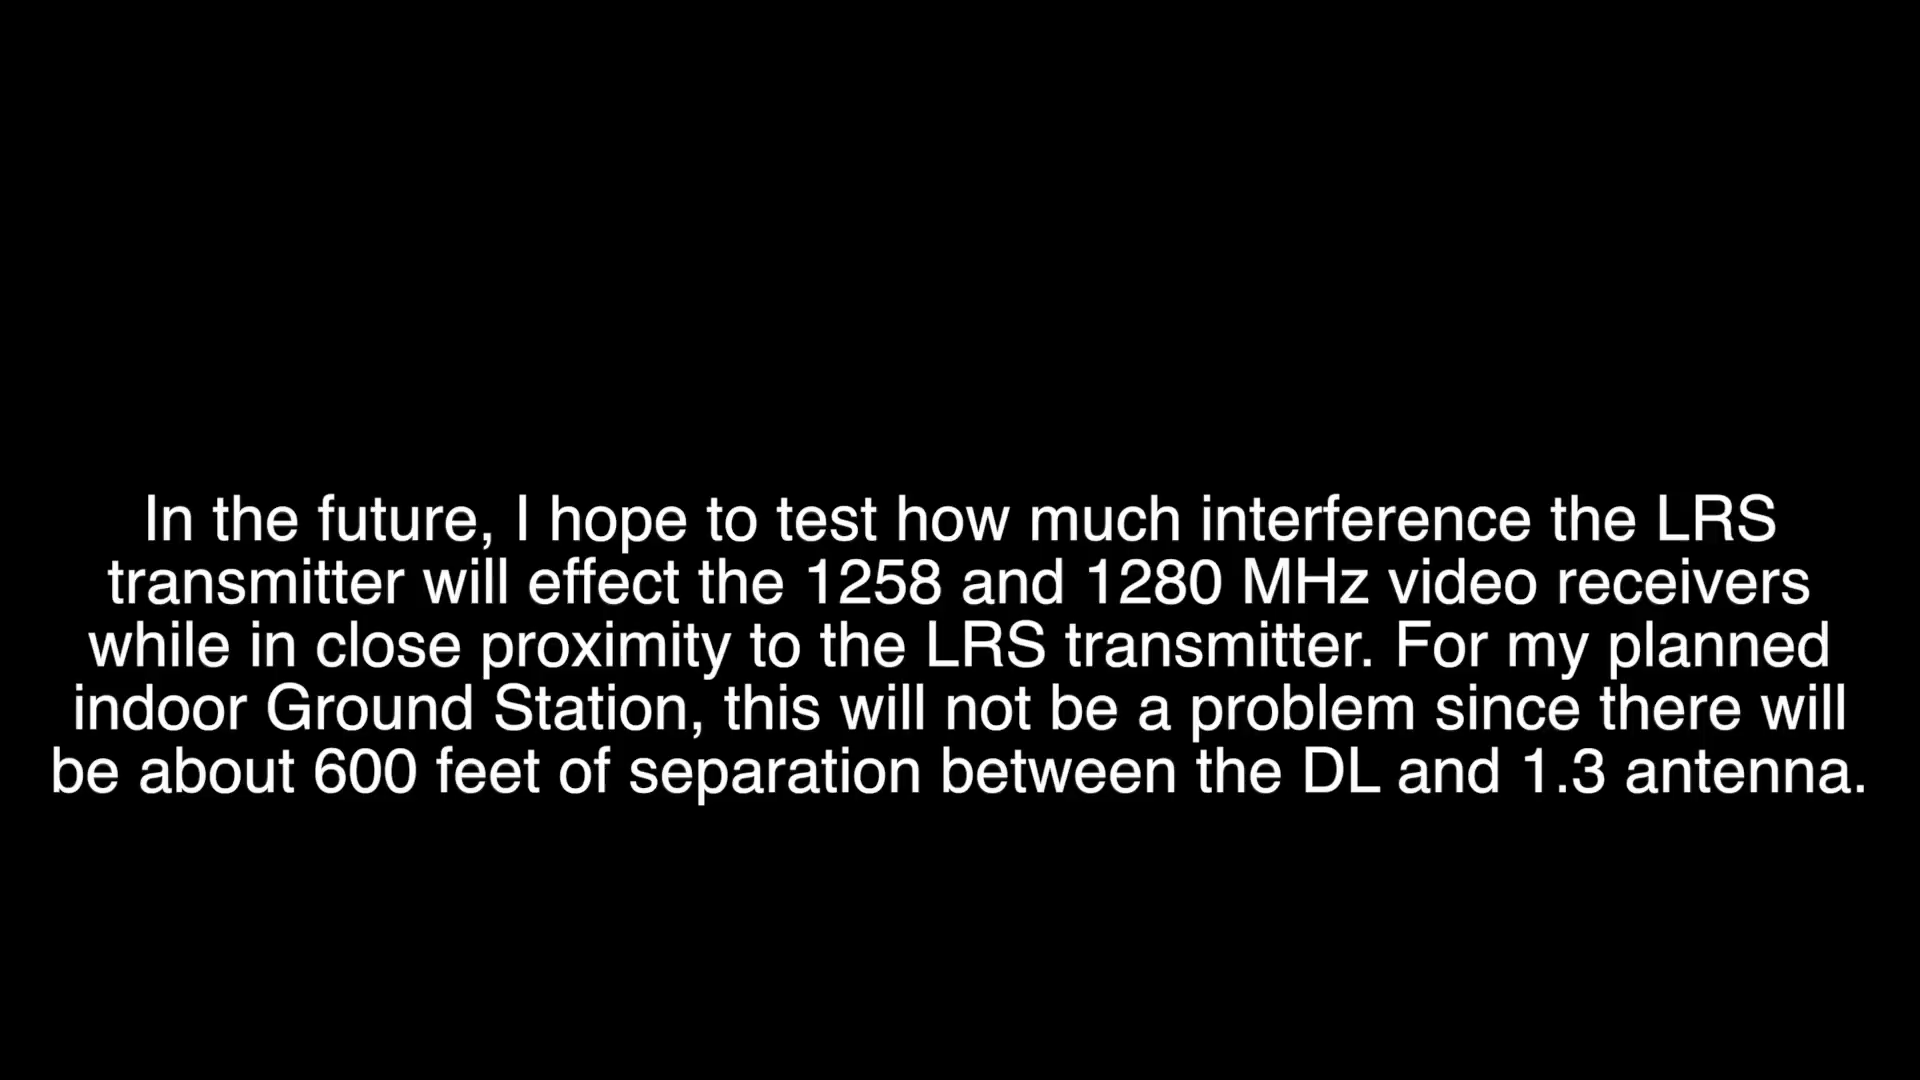 In the future, I hope to test how much interference the LRS
transmitter will effect the 1258 and 1280 MHz video receivers
while in close proximity to the LRS transmitter. For my planned
indoor Ground Station, this will not be a problem since there will
be about 600 feet of separation between the DL and 1.3 antenna.